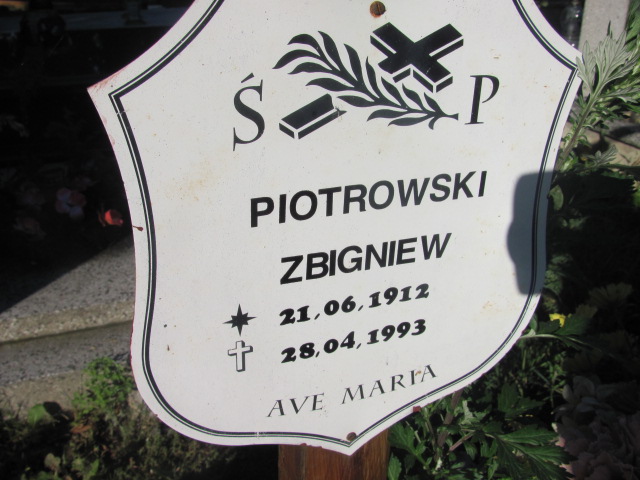 Ś P
PIOTROWSKI
ZBIGNIEW
21.06.1912
28.04.1993
AVE MARIA